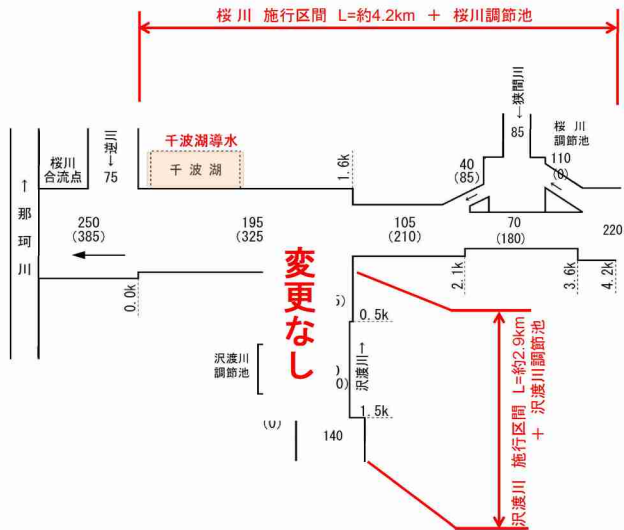 桜川 施行区間 L=約4.2km + 桜川調節池
←狭間川
85
桜川
調節池
110
(0)
40
(85)
1.6k
千波湖導水
千波湖
逆川
→
75
桜川
合流点
↑那珂川
250
(385)
195
(325
105
(210)
70
(180)
220
0.0k
2.1k
3.6k
4.2k
変更なし
5)
0.5k
沢渡川→
沢渡川
調節池
0)
1.5k
(0)
140
沢渡川 施行区間 L=約2.9km
+ 沢渡川調節池